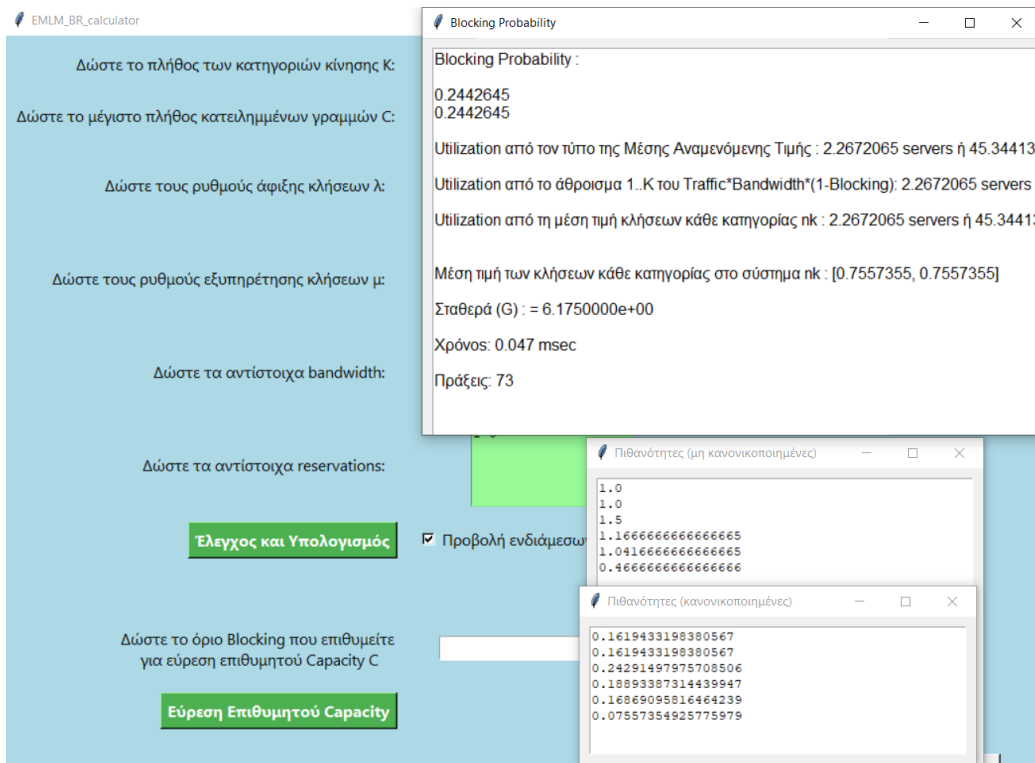 EMLM_BR_calculator
Δώστε το πλήθος των κατηγοριών κίνησης Κ:
Δώστε το μέγιστο πλήθος κατειλημμένων γραμμών C:
Δώστε τους ρυθμούς άφιξης κλήσεων λ:
Δώστε τους ρυθμούς εξυπηρέτησης κλήσεων μ:
Δώστε τα αντίστοιχα bandwidth:
Δώστε τα αντίστοιχα reservations:
Έλεγχος και Υπολογισμός
Προβολή ενδιάμεσων
Δώστε το όριο Blocking που επιθυμείτε
για εύρεση επιθυμητού Capacity C
Εύρεση Επιθυμητού Capacity
Blocking Probability
Blocking Probability :
0.2442645
0.2442645
Utilization από τον τύπο της Μέσης Αναμενόμενης Τιμής : 2.2672065 servers ή 45.34413
Utilization από το άθροισμα 1..K του Traffic*Bandwidth*(1-Blocking): 2.2672065 servers
Utilization από τη μέση τιμή κλήσεων κάθε κατηγορίας nk : 2.2672065 servers ή 45.34413
Μέση τιμή των κλήσεων κάθε κατηγορίας στο σύστημα nk : [0.7557355, 0.7557355]
Σταθερά (G) : = 6.1750000e+00
Χρόνος: 0.047 msec
Πράξεις: 73
Πιθανότητες (μη κανονικοποιημένες)
1.0
1.0
1.5
1.1666666666666665
1.0416666666666665
0.4666666666666666
Πιθανότητες (κανονικοποιημένες)
0.1619433198380567
0.1619433198380567
0.24291497975708506
0.18893387314439947
0.16869095816464239
0.07557354925775979